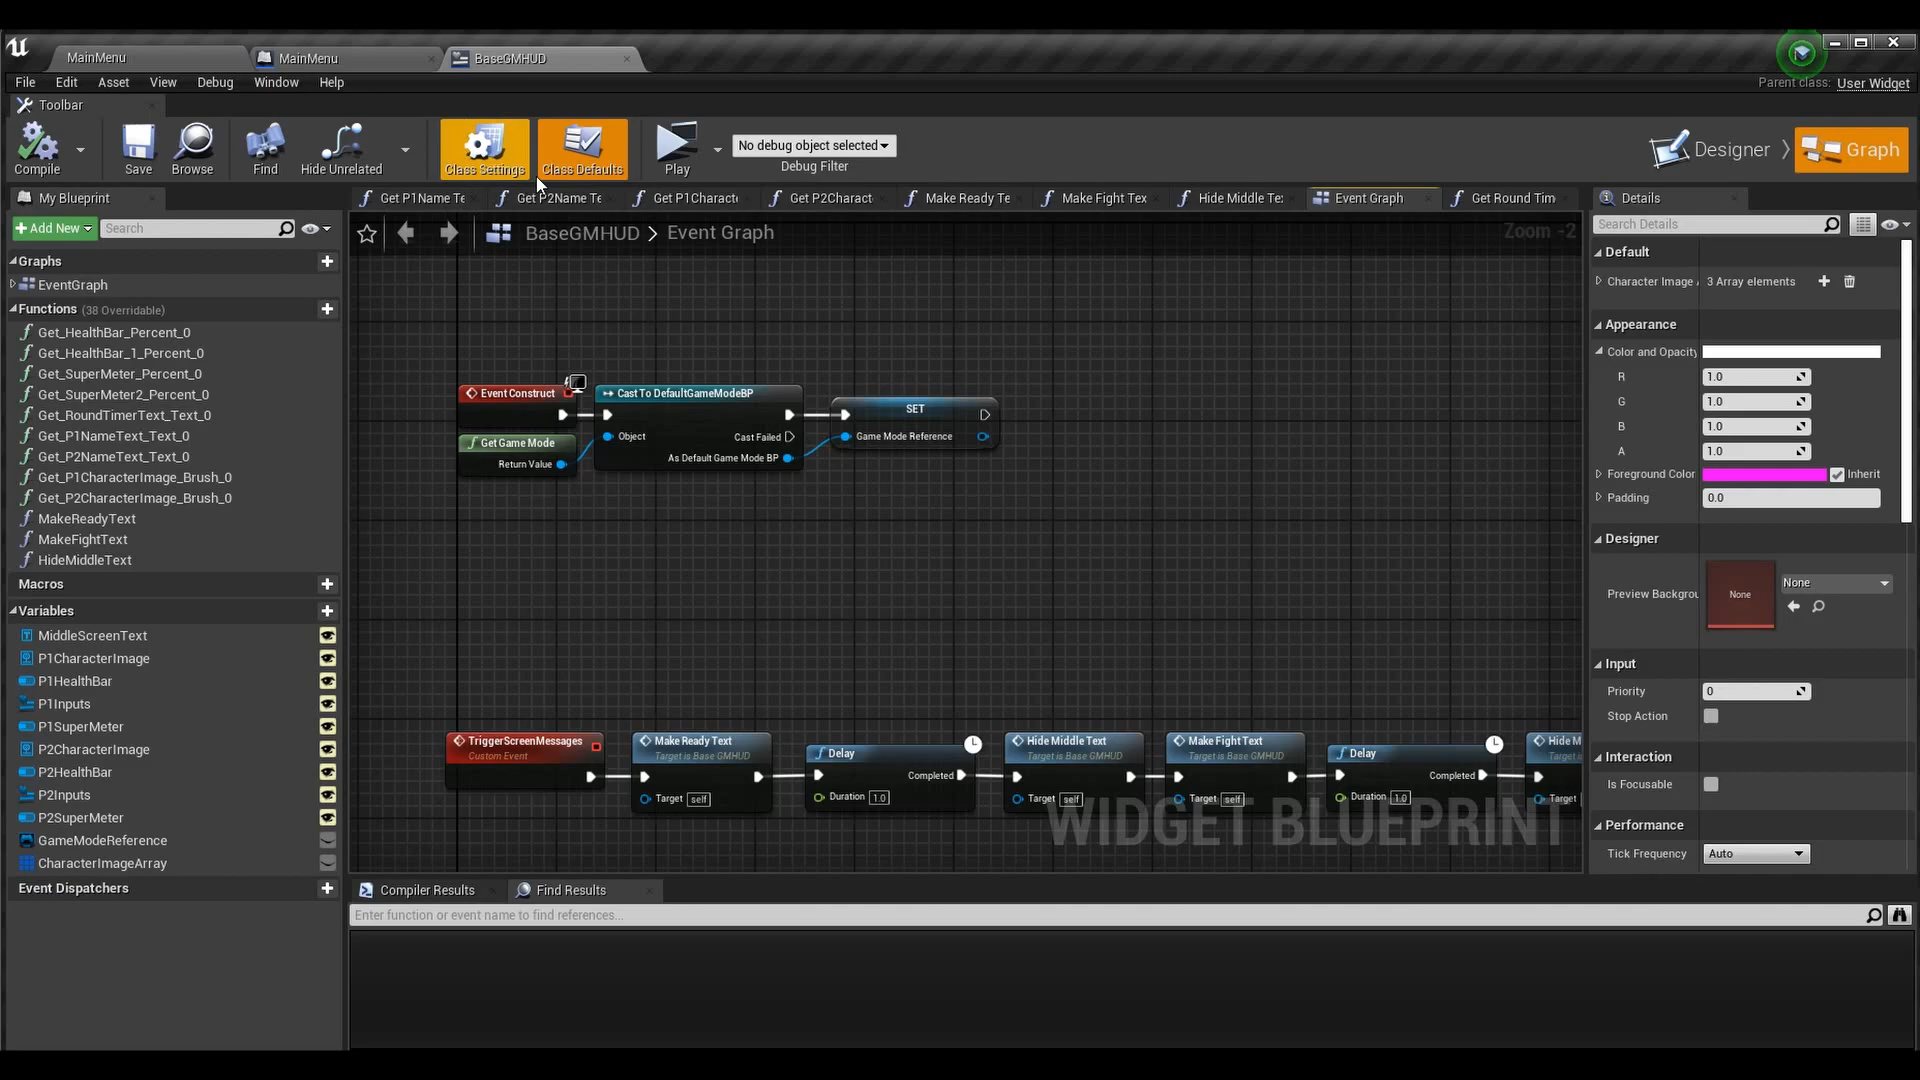 MainMenu
MainMenu
BaseGMHUD
File Edit Asset View Debug Window Help
Parent class: User Widget
Toolbar
Compile
Save
Browse
Find
Hide Unrelated
Class Settings
Class Defaults
Play
No debug object selected
Debug Filter
Designer
Graph
My Blueprint
Get P1Name Te
Get P2Name Te
Get P1Characte
Get P2Charact
Make Ready Te
Make Fight Tex
Hide Middle Te
Event Graph
Get Round Tim
Details
Add New
Search
BaseGMHUD > Event Graph
Zoom -2
Search Details
Graphs
EventGraph
Functions (38 Overridable)
Get_HealthBar_Percent_0
Get_HealthBar_1_Percent_0
Get_SuperMeter_Percent_0
Get_SuperMeter2_Percent_0
Get_RoundTimerText_Text_0
Get_P1NameText_Text_0
Get_P2NameText_Text_0
Get_P1CharacterImage_Brush_0
Get_P2CharacterImage_Brush_0
MakeReadyText
MakeFightText
HideMiddleText
Macros
Variables
MiddleScreenText
P1CharacterImage
P1HealthBar
P1Inputs
P1SuperMeter
P2CharacterImage
P2HealthBar
P2Inputs
P2SuperMeter
GameModeReference
CharacterImageArray
Event Dispatchers
Event Construct
Get Game Mode
Return Value
Cast To DefaultGameModeBP
Object
Cast Failed
As Default Game Mode BP
SET
Game Mode Reference
TriggerScreenMessages
Custom Event
Make Ready Text
Target is Base GMHUD
Target self
Delay
Completed
Duration 1.0
Hide Middle Text
Target is Base GMHUD
Target self
Make Fight Text
Target is Base GMHUD
Target self
Delay
Completed
Duration 1.0
Hide M
Target is Ba
Target
WIDGET BLUEPRINT
Default
Character Image 3 Array elements
Appearance
Color and Opacity
R 1.0
G 1.0
B 1.0
A 1.0
Foreground Color Inherit
Padding 0.0
Designer
Preview Backgrou None None
Input
Priority 0
Stop Action
Interaction
Is Focusable
Performance
Tick Frequency Auto
Compiler Results
Find Results
Enter function or event name to find references...